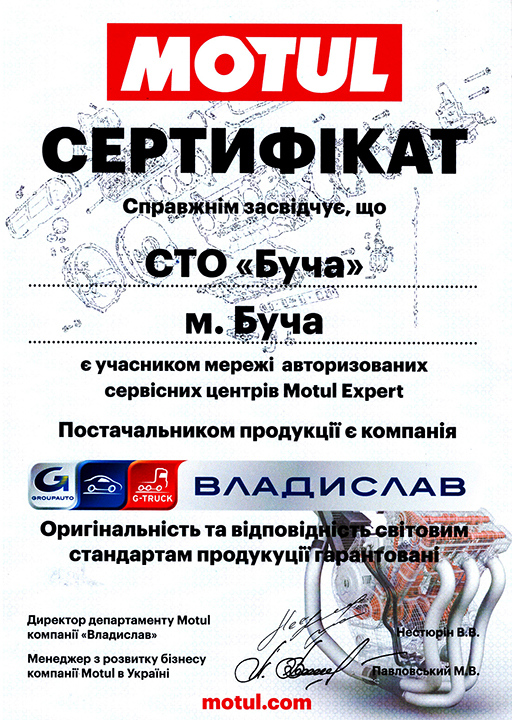 MOTUL
СЕРТИФІКАТ
Справжнім засвідчує, що
СТО «Буча»
м. Буча
є учасником мережі авторизованих
сервісних центрів Motul Expert
Постачальником продукції є компанія
GROUPAUTO
G-TRUCK
ВЛАДИСЛАВ
Оригінальність та відповідність світовим
стандартам продукуції гарантовані
Директор департаменту Motul
компанії «Владислав»
Нестюрін В.В.
Менеджер з розвитку бізнесу
компанії Motul в Україні
Павловський М.В.
motul.com